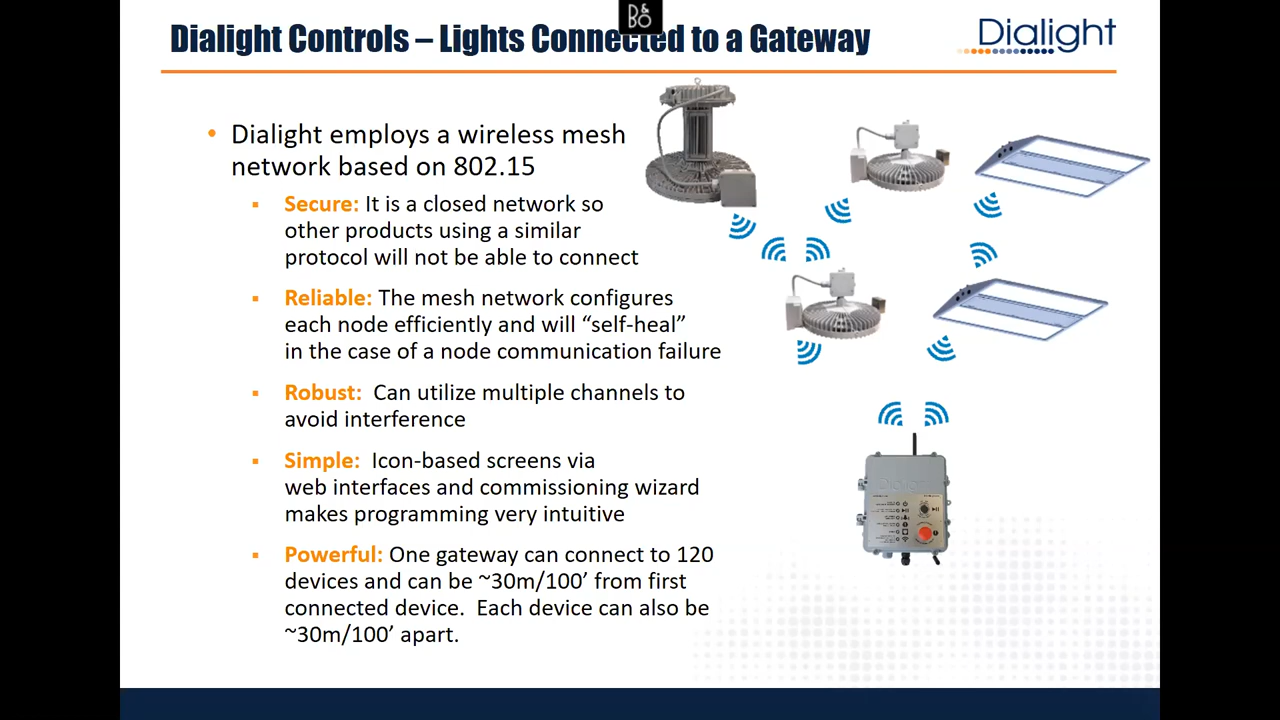 B&O
Dialight Controls – Lights Connected to a Gateway
Dialight
• Dialight employs a wireless mesh
network based on 802.15
▪ Secure: It is a closed network so
other products using a similar
protocol will not be able to connect
▪ Reliable: The mesh network configures
each node efficiently and will “self-heal”
in the case of a node communication failure
▪ Robust: Can utilize multiple channels to
avoid interference
▪ Simple: Icon-based screens via
web interfaces and commissioning wizard
makes programming very intuitive
▪ Powerful: One gateway can connect to 120
devices and can be ~30m/100’ from first
connected device. Each device can also be
~30m/100’ apart.
Dialight